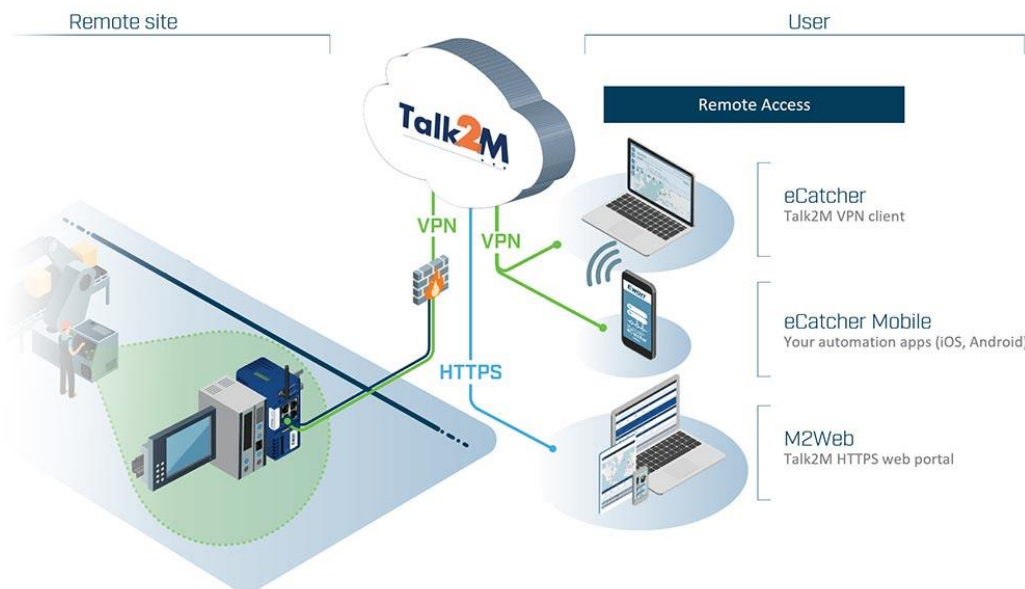 Remote site
User
Talk2M
Remote Access
eCatcher
Talk2M VPN client
VPN
VPN
eWON
eCatcher Mobile
Your automation apps (iOS, Android)
HTTPS
M2Web
Talk2M HTTPS web portal